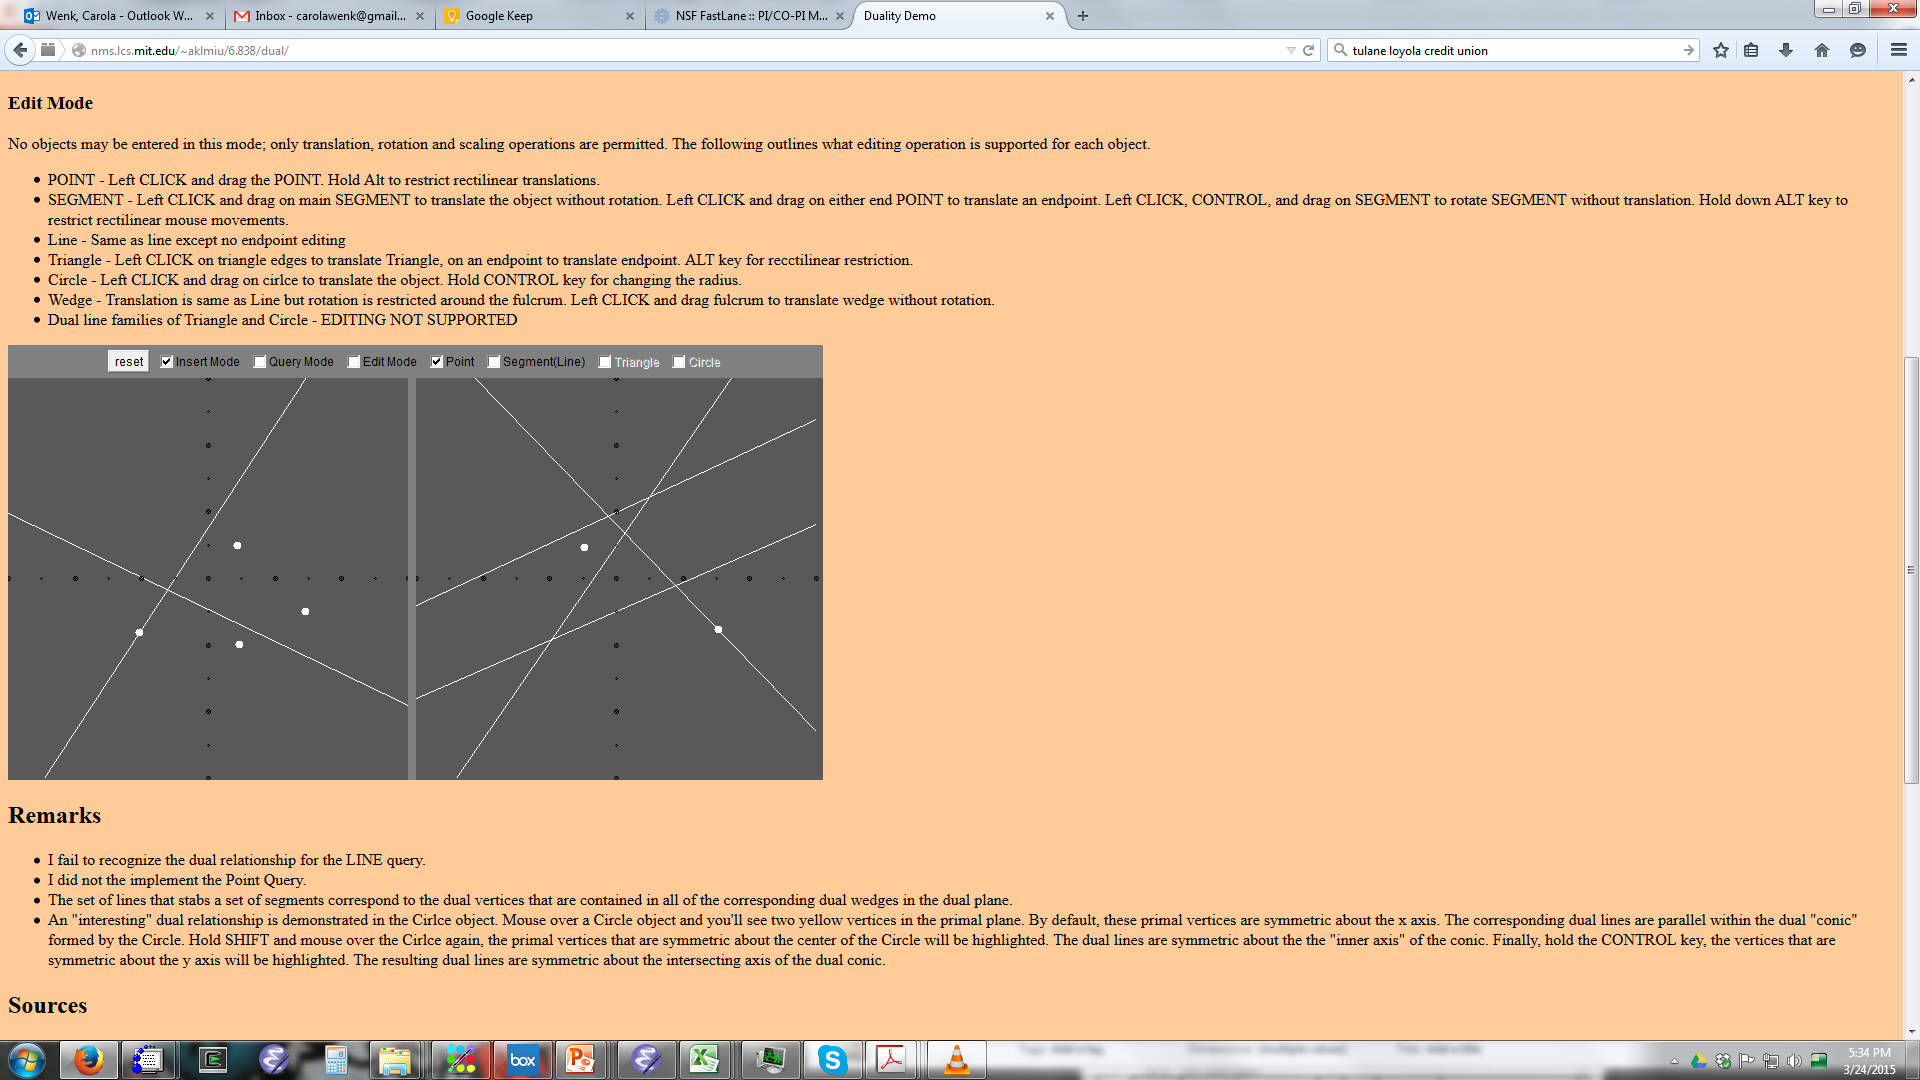 Wenk, Carola - Outlook W...
Inbox - carolawenk@gmail...
Google Keep
NSF FastLane :: PI/CO-PI M...
Duality Demo
nms.lcs.mit.edu/~aklmiu/6.838/dual/
tulane loyola credit union
Edit Mode
No objects may be entered in this mode; only translation, rotation and scaling operations are permitted. The following outlines what editing operation is supported for each object.
POINT - Left CLICK and drag the POINT. Hold Alt to restrict rectilinear translations.
SEGMENT - Left CLICK and drag on main SEGMENT to translate the object without rotation. Left CLICK and drag on either end POINT to translate an endpoint. Left CLICK, CONTROL, and drag on SEGMENT to rotate SEGMENT without translation. Hold down ALT key to
restrict rectilinear mouse movements.
Line - Same as line except no endpoint editing
Triangle - Left CLICK on triangle edges to translate Triangle, on an endpoint to translate endpoint. ALT key for recctilinear restriction.
Circle - Left CLICK and drag on cirlce to translate the object. Hold CONTROL key for changing the radius.
Wedge - Translation is same as Line but rotation is restricted around the fulcrum. Left CLICK and drag fulcrum to translate wedge without rotation.
Dual line families of Triangle and Circle - EDITING NOT SUPPORTED
reset Insert Mode Query Mode Edit Mode Point Segment(Line) Triangle Circle
Remarks
I fail to recognize the dual relationship for the LINE query.
I did not the implement the Point Query.
The set of lines that stabs a set of segments correspond to the dual vertices that are contained in all of the corresponding dual wedges in the dual plane.
An "interesting" dual relationship is demonstrated in the Cirlce object. Mouse over a Circle object and you'll see two yellow vertices in the primal plane. By default, these primal vertices are symmetric about the x axis. The corresponding dual lines are parallel within the dual "conic"
formed by the Circle. Hold SHIFT and mouse over the Cirlce again, the primal vertices that are symmetric about the center of the Circle will be highlighted. The dual lines are symmetric about the the "inner axis" of the conic. Finally, hold the CONTROL key, the vertices that are
symmetric about the y axis will be highlighted. The resulting dual lines are symmetric about the intersecting axis of the dual conic.
Sources
box
5:34 PM
3/24/2015